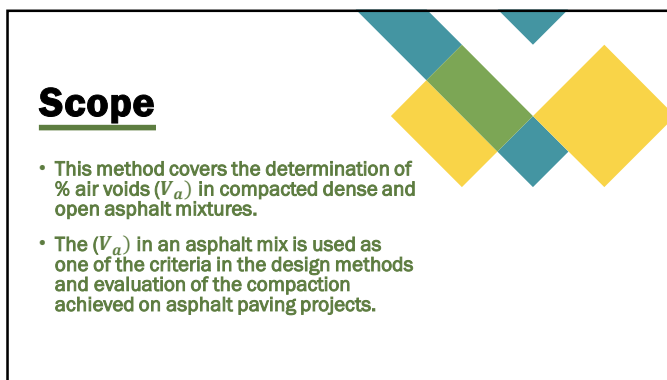 Scope
• This method covers the determination of
% air voids (Vₐ) in compacted dense and
open asphalt mixtures.
• The (Vₐ) in an asphalt mix is used as
one of the criteria in the design methods
and evaluation of the compaction
achieved on asphalt paving projects.